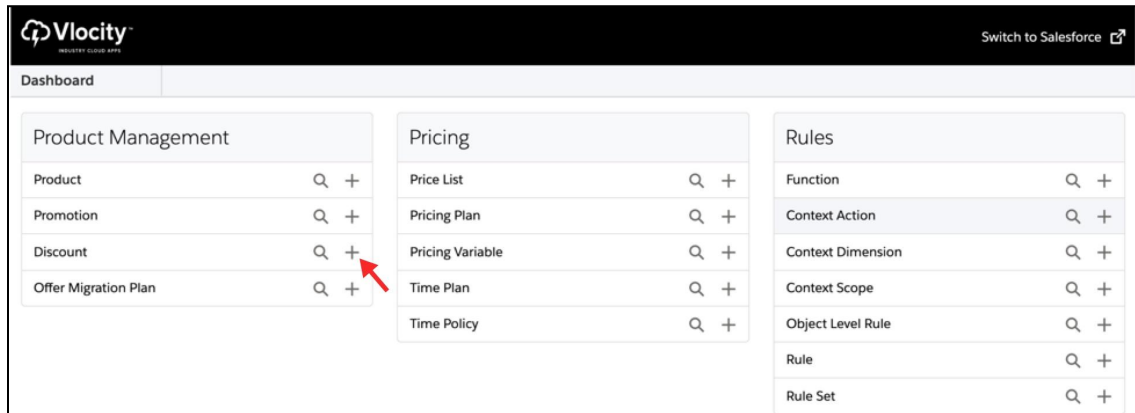 Vlocity™
INDUSTRY CLOUD APPS
Switch to Salesforce
Dashboard
Product Management
Product
Promotion
Discount
Offer Migration Plan
Pricing
Price List
Pricing Plan
Pricing Variable
Time Plan
Time Policy
Rules
Function
Context Action
Context Dimension
Context Scope
Object Level Rule
Rule
Rule Set